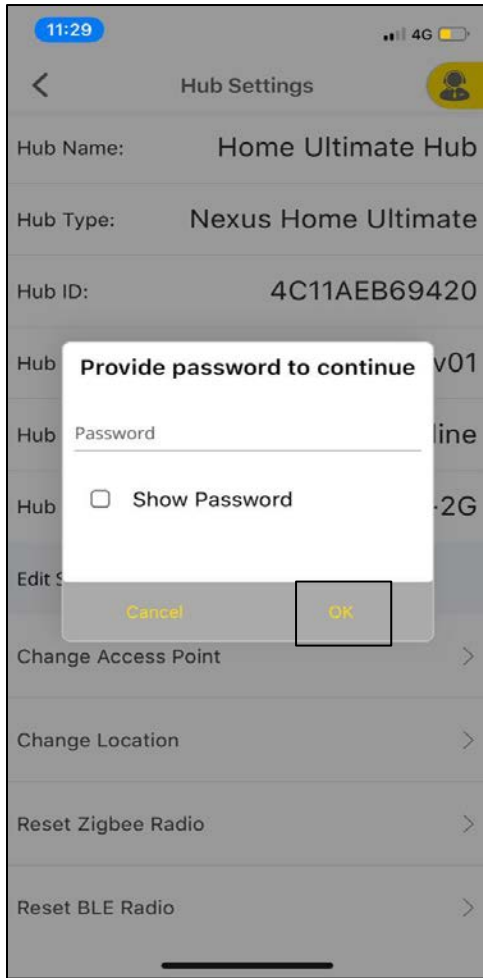 11:29
4G
Hub Settings
Hub Name: Home Ultimate Hub
Hub Type: Nexus Home Ultimate
Hub ID: 4C11AEB69420
Hub v01
Provide password to continue
Hub line
Password
Hub -2G
Show Password
Edit S
Cancel OK
Change Access Point
Change Location
Reset Zigbee Radio
Reset BLE Radio